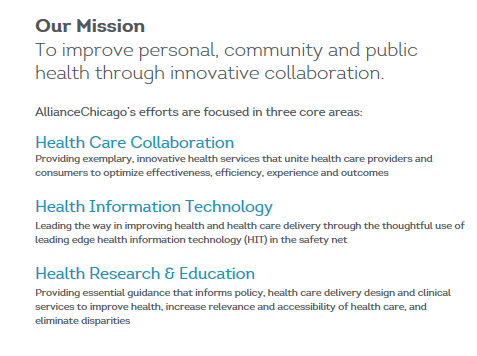 Our Mission
To improve personal, community and public
health through innovative collaboration.
AllianceChicago's efforts are focused in three core areas:
Health Care Collaboration
Providing exemplary, innovative health services that unite health care providers and
consumers to optimize effectiveness, efficiency, experience and outcomes
Health Information Technology
Leading the way in improving health and health care delivery through the thoughtful use of
leading edge health information technology (HIT) in the safety net
Health Research & Education
Providing essential guidance that informs policy, health care delivery design and clinical
services to improve health, increase relevance and accessibility of health care, and
eliminate disparities